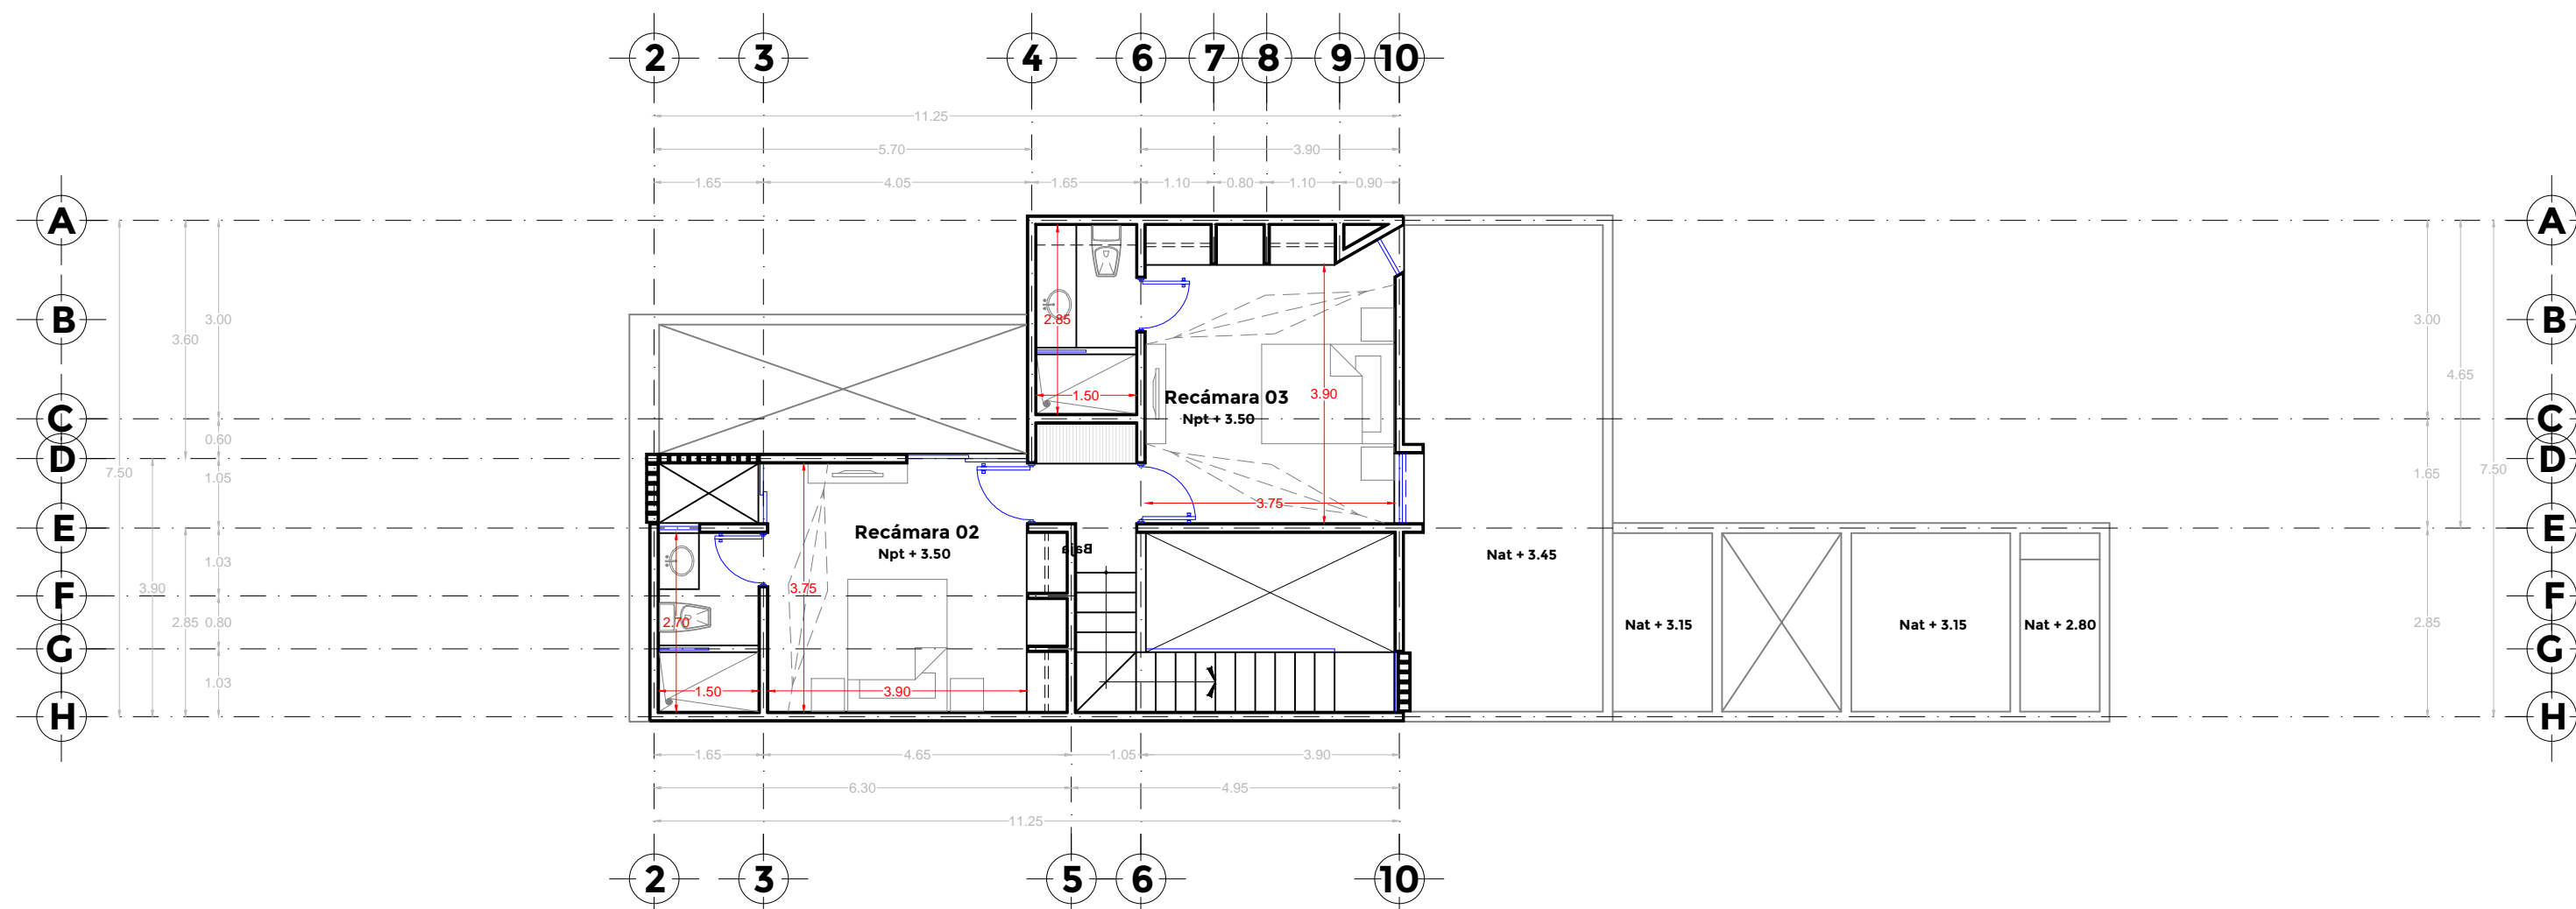 2 3 4 6 7 8 9 10
11.25
5.70 3.90
1.65 4.05 1.65 1.10 0.80 1.10 0.90
A A
B 3.00 2.85 3.00 B
3.60
4.65
1.50 Recámara 03 3.90
C Npt + 3.50 C
0.60
D D
7.50 1.05 1.65 7.50
3.75
E E
Recámara 02
Npt + 3.50 Baja Nat + 3.45
1.03
3.90 3.75
F F
2.85 0.80 2.70 Nat + 3.15 Nat + 3.15 Nat + 2.80 2.85
G G
1.03 1.50 3.90
H H
1.65 4.65 1.05 3.90
6.30 4.95
11.25
2 3 5 6 10